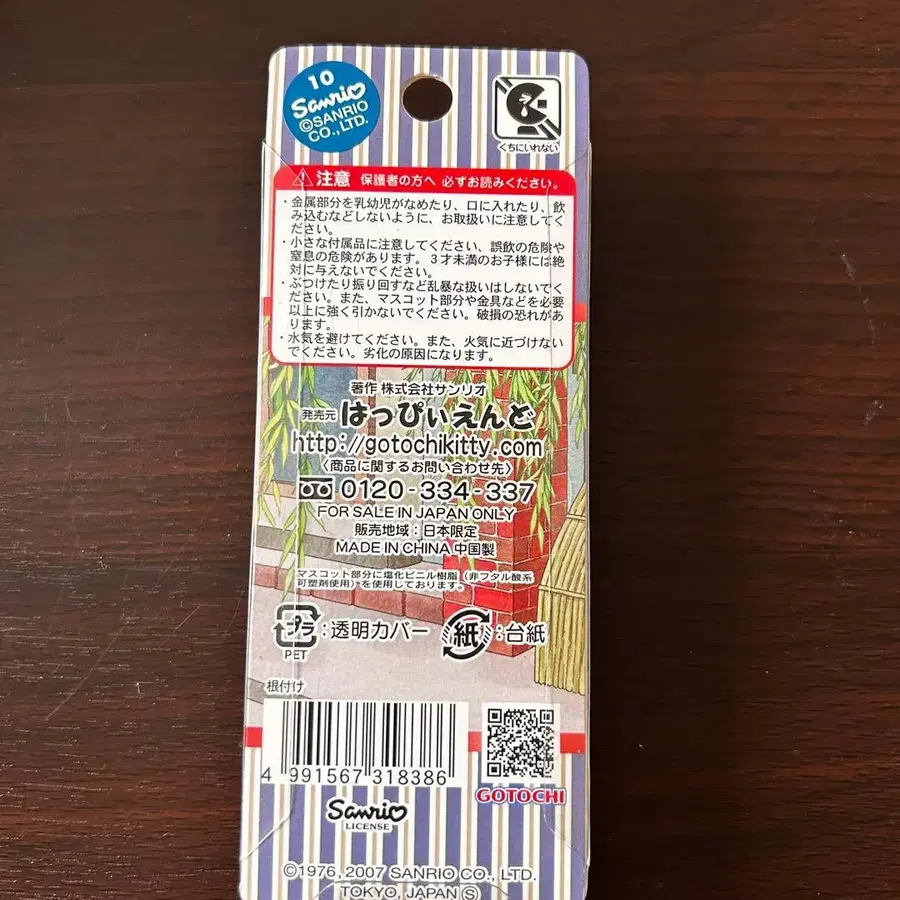 10
Sanrio
©SANRIO
CO.,LTD.
くちにいれない
注意 保護者の方へ 必ずお読みください。
・金属部分を乳幼児がなめたり、口に入れたり、飲
み込むなどしないように、お取扱いに注意してく
ださい。
・小さな付属品に注意してください、誤飲の危険や
窒息の危険があります。3才未満のお子様には絶
対に与えないでください。
・ぶつけたり振り回すなど乱暴な扱いはしないでく
ださい。また、マスコット部分や金具などを必要
以上に強く引かないでください。破損の恐れがあ
ります。
・水気を避けてください。また、火気に近づけない
でください。劣化の原因になります。
著作 株式会社サンリオ
発売元 はっぴぃえんど
http://gotochikitty.com
〈商品に関するお問い合わせ先〉
0120-334-337
FOR SALE IN JAPAN ONLY
販売地域:日本限定
MADE IN CHINA 中国製
マスコット部分に塩化ビニル樹脂(非フタル酸系
可塑剤使用)を使用しております。
プラ:透明カバー 紙:台紙
PET
根付け
4 991567 318386
GOTOCHI
Sanrio
LICENSE
©1976, 2007 SANRIO CO., LTD.
TOKYO, JAPAN Ⓢ